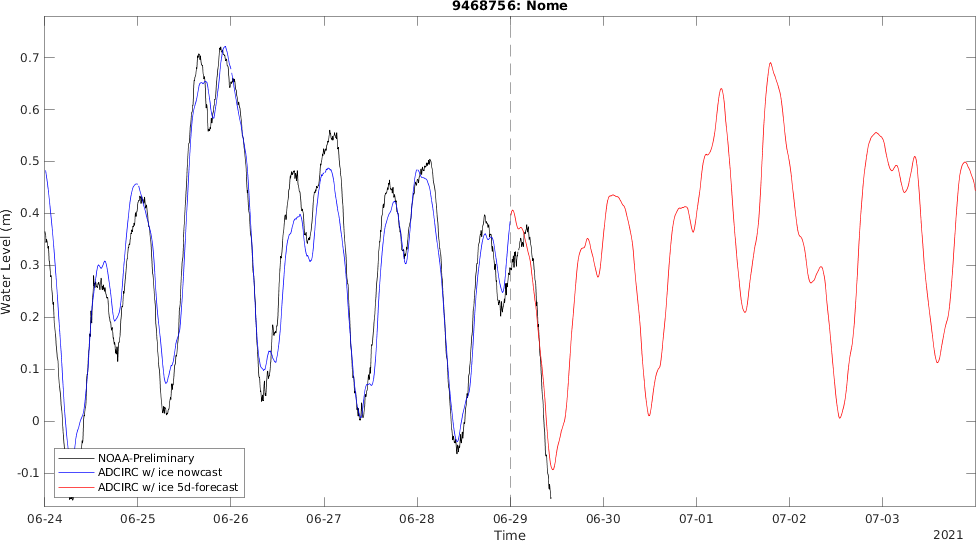 9468756: Nome
0.7
0.6
0.5
0.4
0.3
0.2
0.1
0
-0.1
Water Level (m)
NOAA-Preliminary
ADCIRC w/ ice nowcast
ADCIRC w/ ice 5d-forecast
06-24 06-25 06-26 06-27 06-28 06-29 06-30 07-01 07-02 07-03
Time
2021